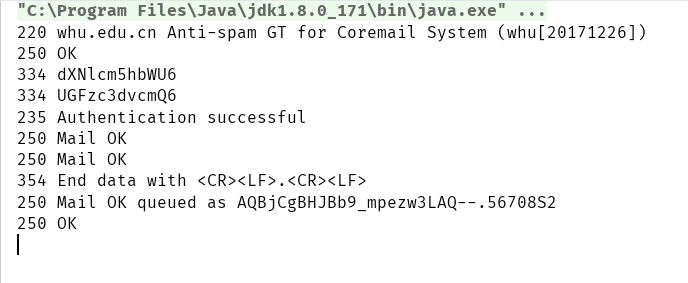 "C:\Program Files\Java\jdk1.8.0_171\bin\java.exe" ...
220 whu.edu.cn Anti-spam GT for Coremail System (whu[20171226])
250 OK
334 dXNlcm5hbWU6
334 UGFzc3dvcmQ6
235 Authentication successful
250 Mail OK
250 Mail OK
354 End data with <CR><LF>.<CR><LF>
250 Mail OK queued as AQBjCgBHJBb9_mpezw3LAQ--.56708S2
250 OK